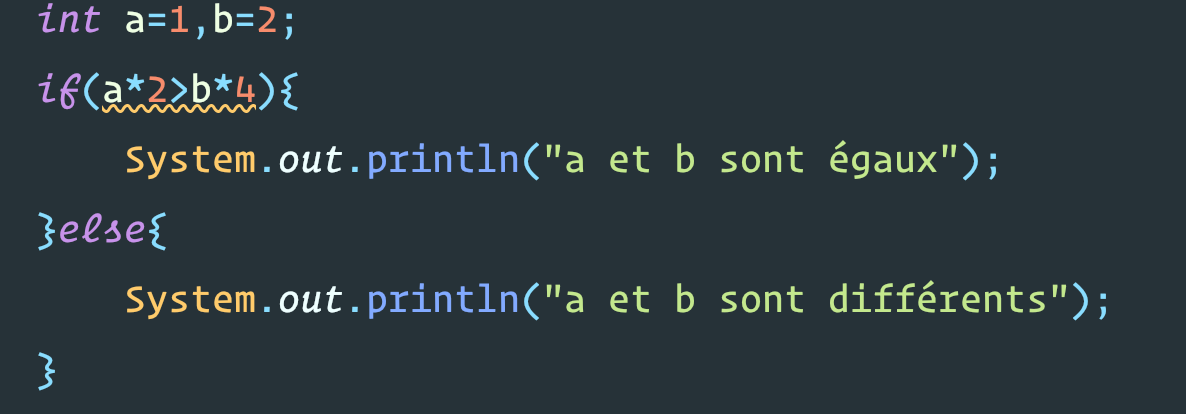 int a=1,b=2;
if(a*2>b*4){
    System.out.println("a et b sont égaux");
}else{
    System.out.println("a et b sont différents");
}